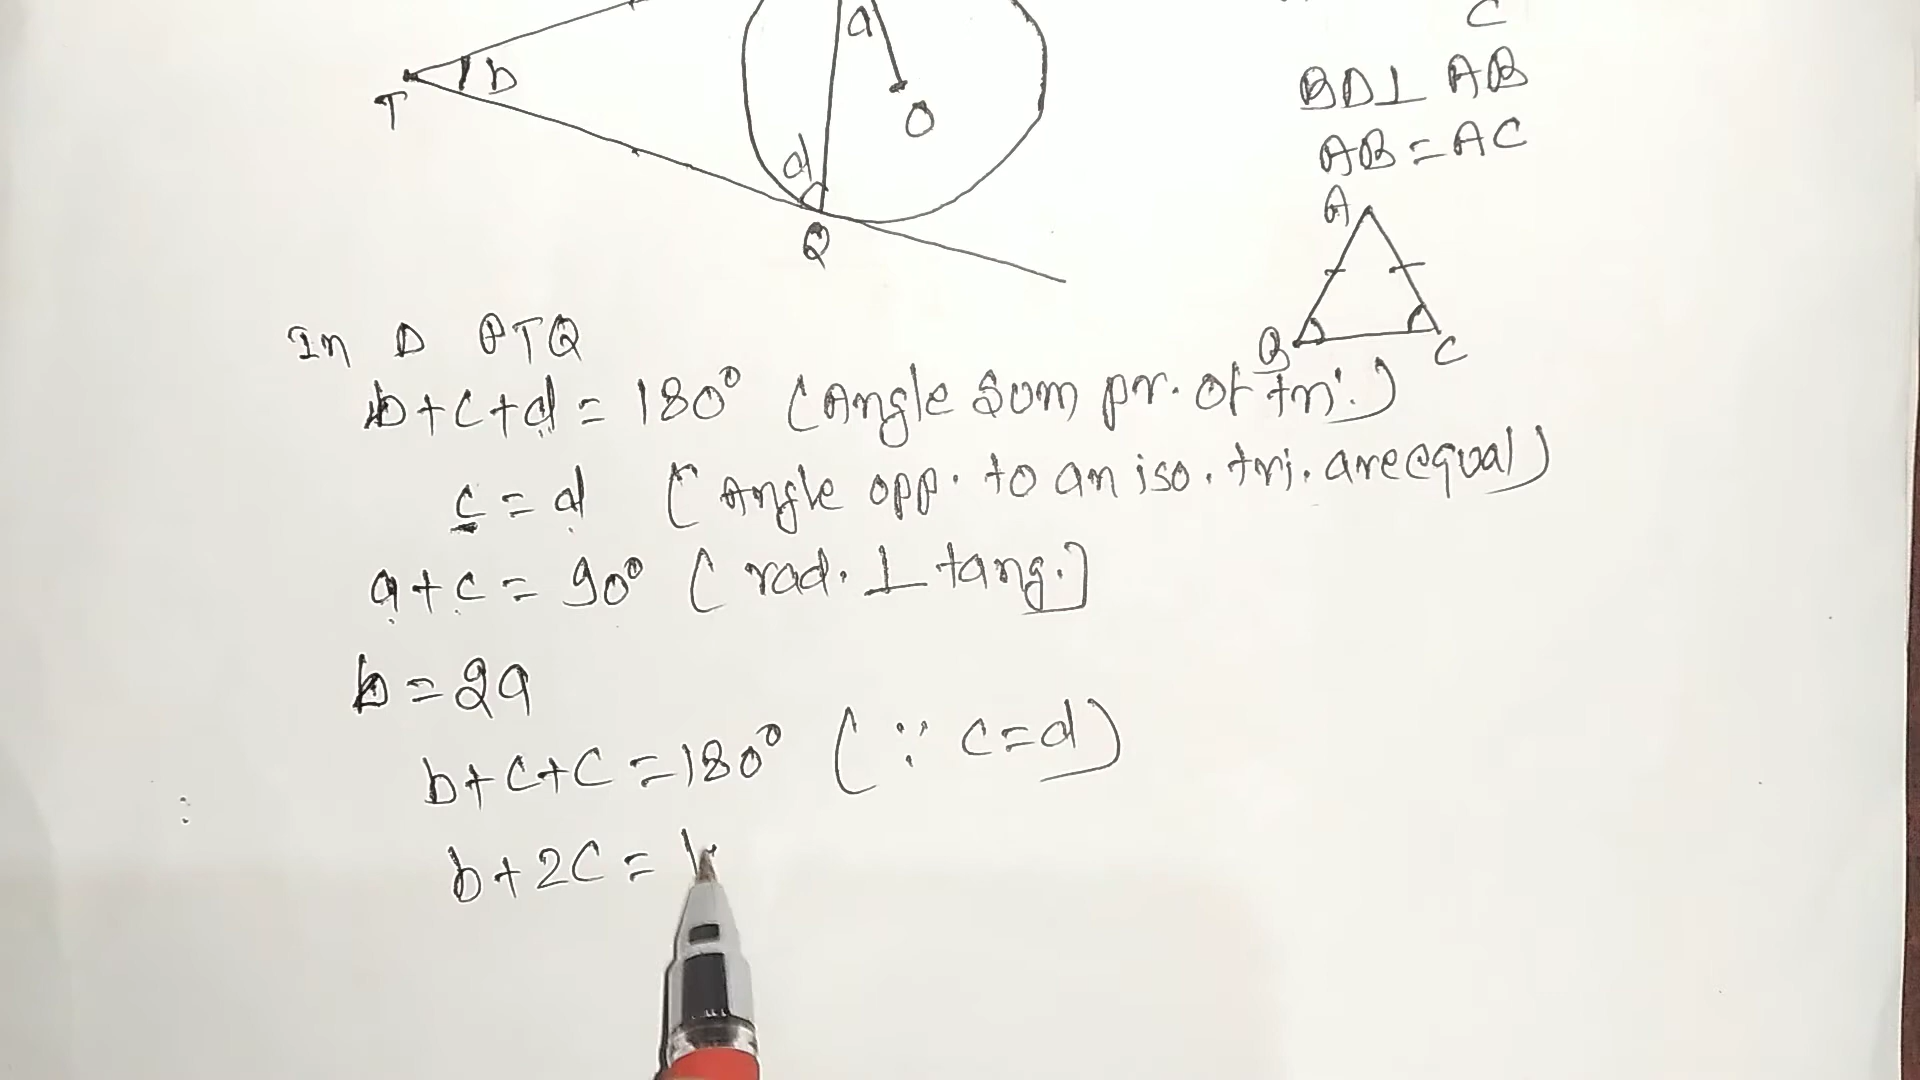 a
b
T
O
d
Q
C
BD⊥ AB
AB = AC
A
B
C
In Δ PTQ
b+c+d = 180° (Angle Sum pr. of tri.)
c = d (Angle opp. to an iso. tri. are equal)
a+c = 90° ( rad. ⊥ tang.)
b = 2a
b+c+c = 180° (∵ c=d)
b+2c =